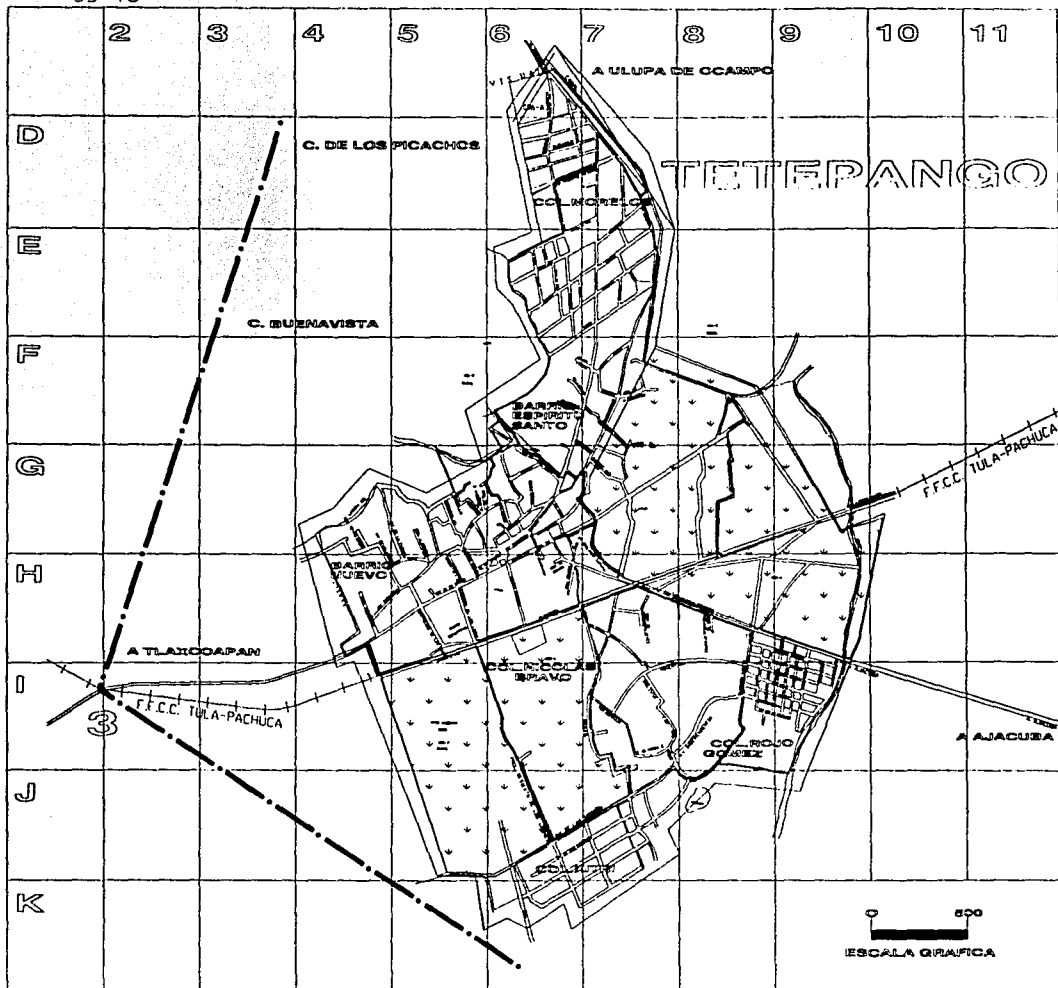 2 3 4 5 6 7 8 9 10 11
A ULUPA DE OCAMPO
D
C. DE LOS PICACHOS
TETEPANGO
COL. MORELOS
E
C. BUENAVISTA
F
BARRIO
ESPIRITU
SANTO
G
F.F.C.C. TULA-PACHUCA
H
BARRIO
NUEVO
A TLAXCOAPAN
I
COL. NICOLAS
BRAVO
F.F.C.C. TULA-PACHUCA
3
A AJACUBA
COL. ROJO
GOMEZ
J
K
0 500
ESCALA GRAFICA